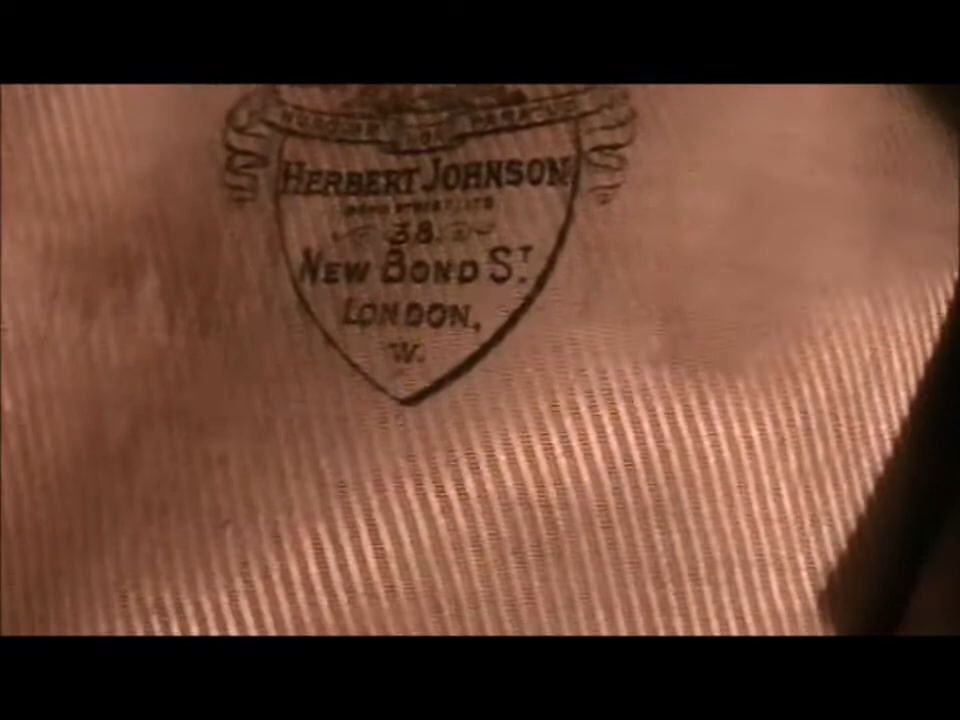 HERBERT JOHNSON
38.
NEW BOND ST.
LONDON,
W.